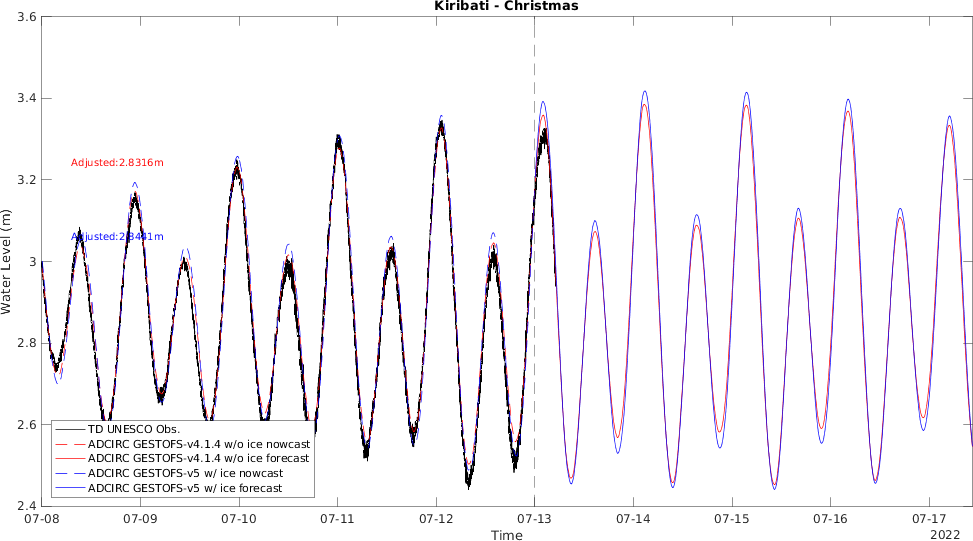 Kiribati - Christmas
3.6
3.4
3.2
3
2.8
2.6
2.4
Water Level (m)
Adjusted:2.8316m
Adjusted:2.8441m
TD UNESCO Obs.
ADCIRC GESTOFS-v4.1.4 w/o ice nowcast
ADCIRC GESTOFS-v4.1.4 w/o ice forecast
ADCIRC GESTOFS-v5 w/ ice nowcast
ADCIRC GESTOFS-v5 w/ ice forecast
07-08 07-09 07-10 07-11 07-12 07-13 07-14 07-15 07-16 07-17
Time
2022